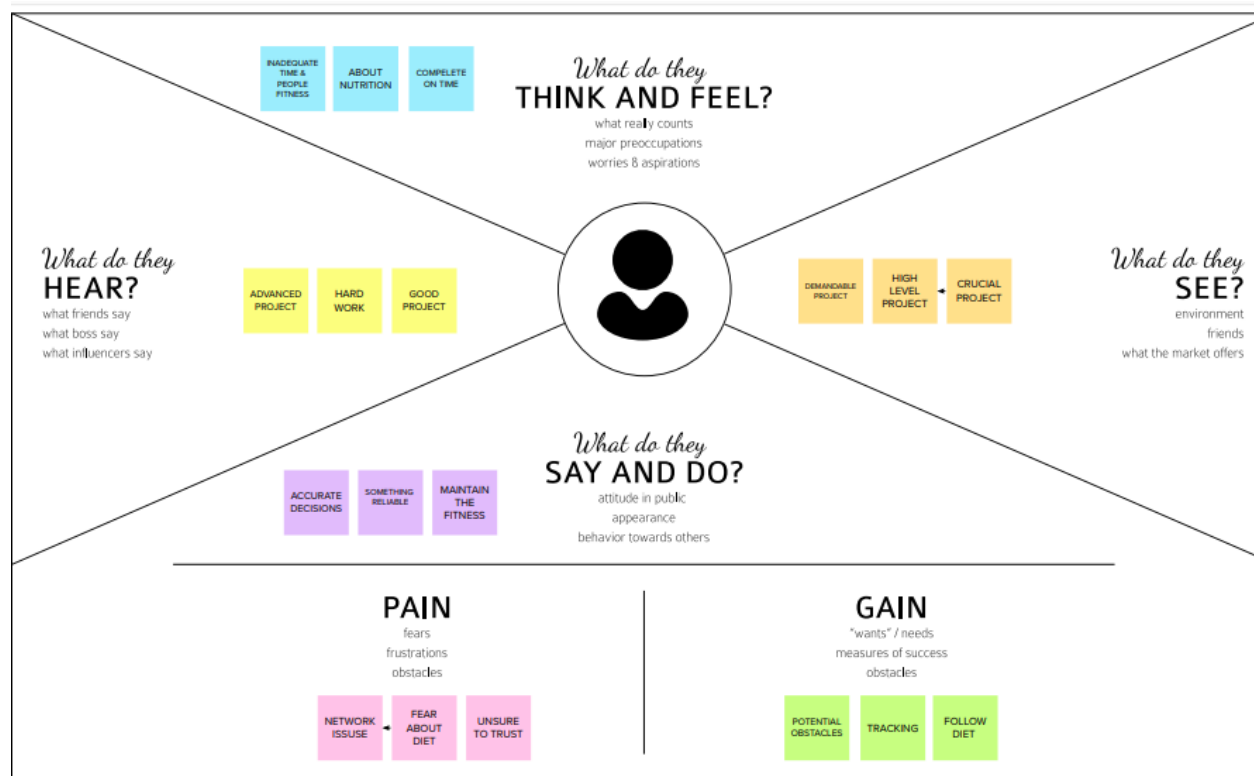 INADEQUATE
TIME &
PEOPLE
FITNESS
ABOUT
NUTRITION
COMPELETE
ON TIME
What do they
THINK AND FEEL?
what really counts
major preoccupations
worries & aspirations
What do they
HEAR?
what friends say
what boss say
what influencers say
ADVANCED
PROJECT
HARD
WORK
GOOD
PROJECT
DEMANDABLE
PROJECT
HIGH
LEVEL
PROJECT
CRUCIAL
PROJECT
What do they
SEE?
environment
friends
what the market offers
What do they
SAY AND DO?
attitude in public
appearance
behavior towards others
ACCURATE
DECISIONS
SOMETHING
RELIABLE
MAINTAIN
THE
FITNESS
PAIN
fears
frustrations
obstacles
NETWORK
ISSUSE
FEAR
ABOUT
DIET
UNSURE
TO TRUST
GAIN
"wants" / needs
measures of success
obstacles
POTENTIAL
OBSTACLES
TRACKING
FOLLOW
DIET